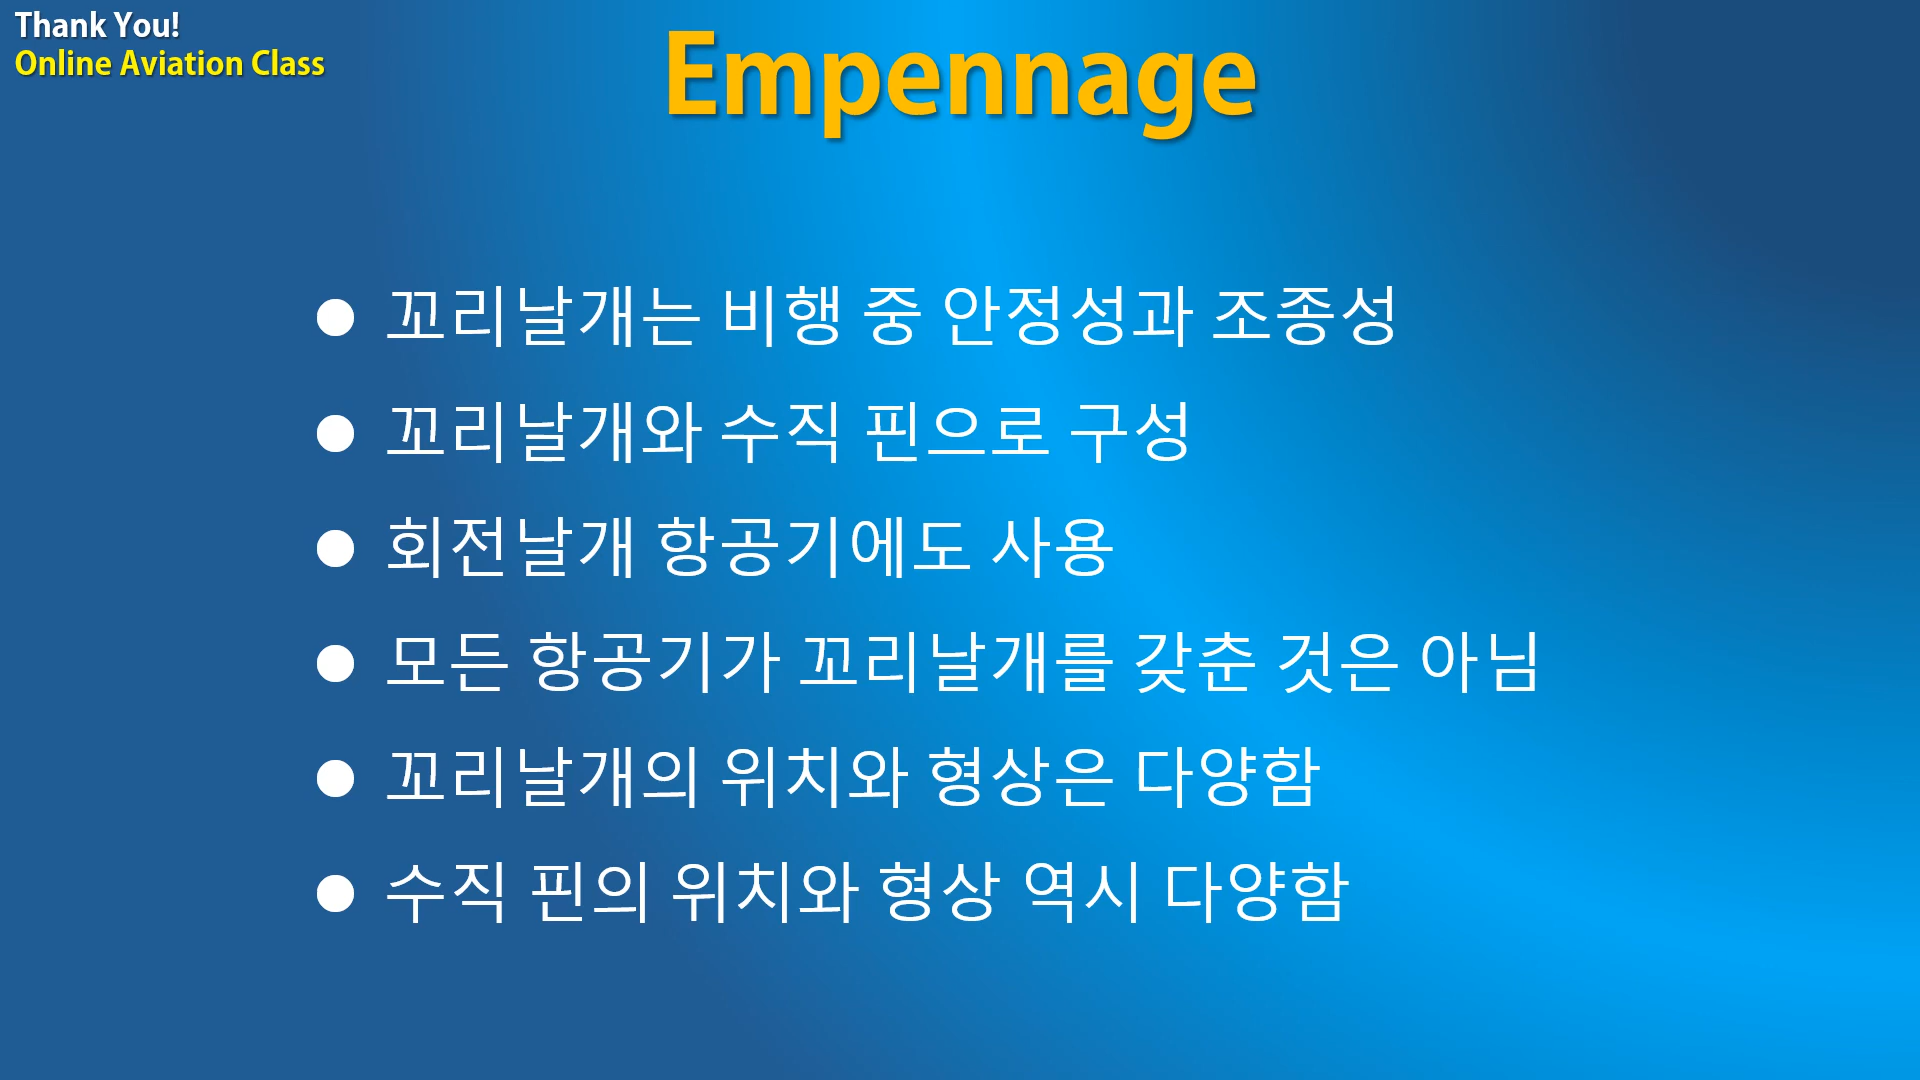 Thank You!
Online Aviation Class
Empennage
● 꼬리날개는 비행 중 안정성과 조종성
● 꼬리날개와 수직 핀으로 구성
● 회전날개 항공기에도 사용
● 모든 항공기가 꼬리날개를 갖춘 것은 아님
● 꼬리날개의 위치와 형상은 다양함
● 수직 핀의 위치와 형상 역시 다양함